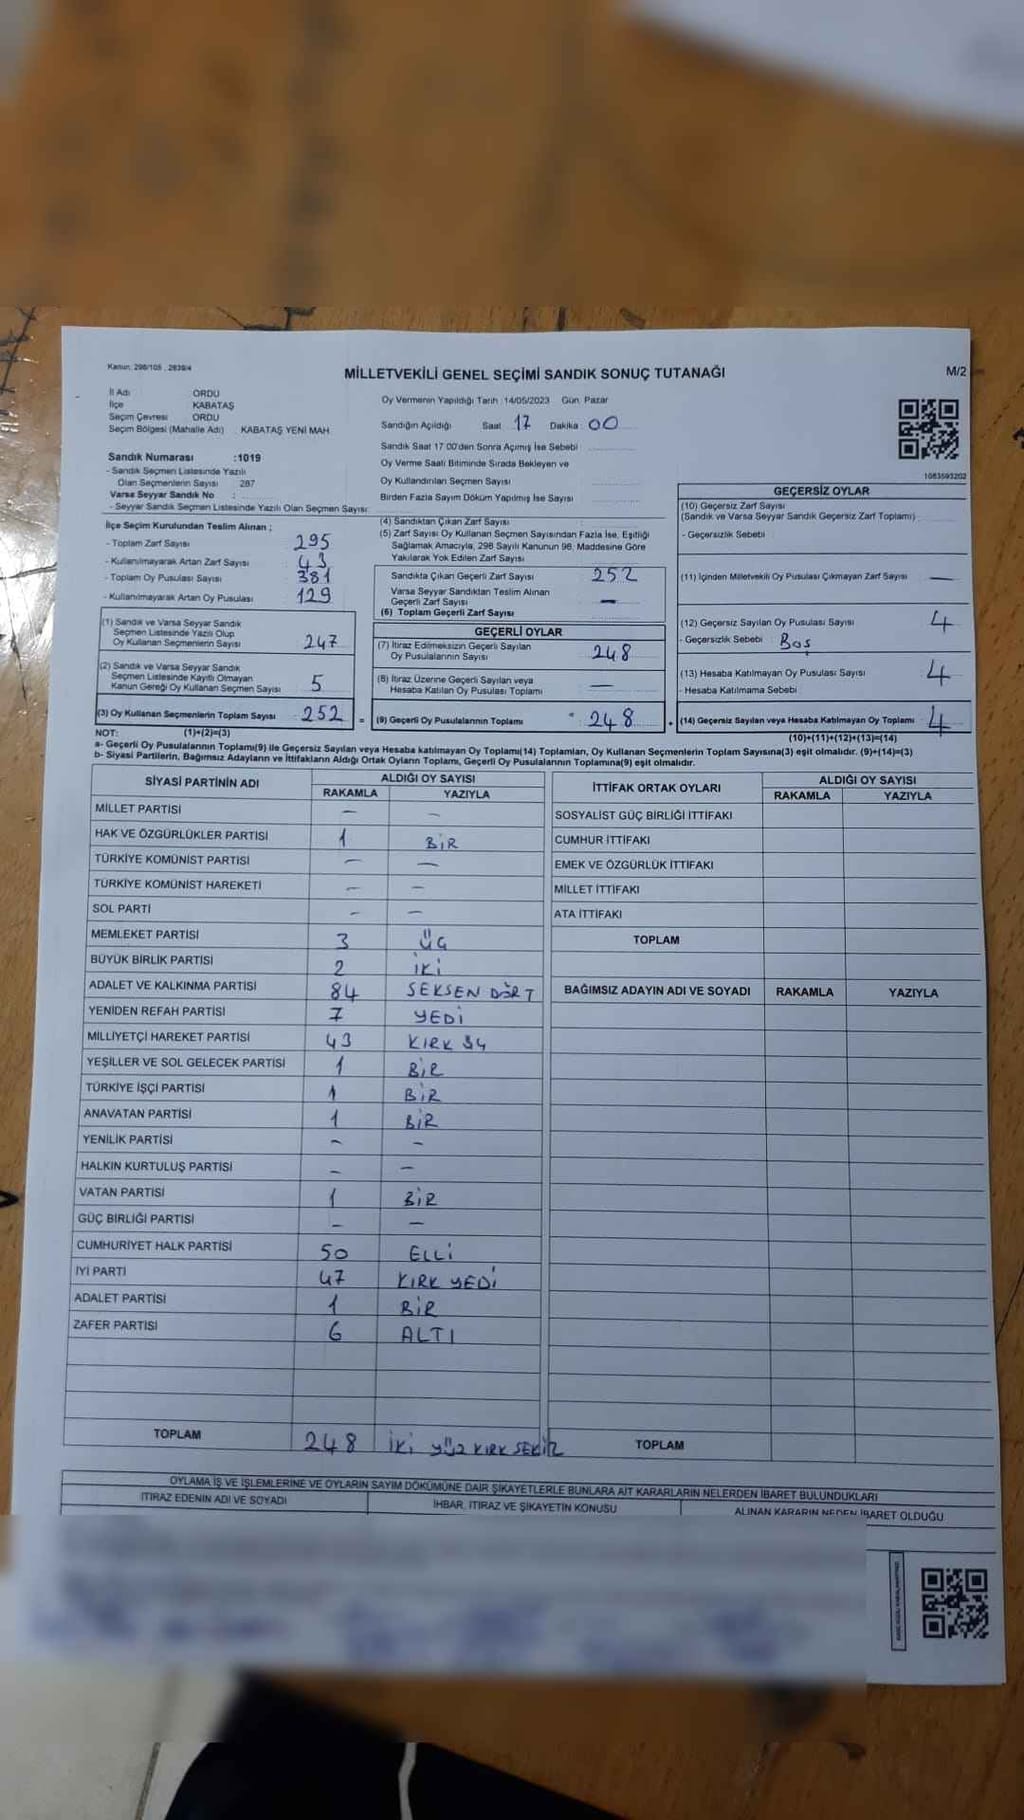 Kanun: 298/105 , 2839/4
MİLLETVEKİLİ GENEL SEÇİMİ SANDIK SONUÇ TUTANAĞI
M/2
İl Adı ORDU
İlçe KABATAŞ
Seçim Çevresi ORDU
Seçim Bölgesi (Mahalle Adı) : KABATAŞ YENİ MAH.
Oy Vermenin Yapıldığı Tarih : 14/05/2023 Gün: Pazar
Sandığın Açıldığı Saat 17 Dakika 00
Sandık Saat 17:00'den Sonra Açımış İse Sebebi
Oy Verme Saati Bitiminde Sırada Bekleyen ve
Oy Kullandırılan Seçmen Sayısı
Birden Fazla Sayım Döküm Yapılmış İse Sayısı
Sandık Numarası :1019
- Sandık Seçmen Listesinde Yazılı
Olan Seçmenlerin Sayısı 287
Varsa Seyyar Sandık No :
- Seyyar Sandık Seçmen Listesinde Yazılı Olan Seçmen Sayısı:
1083593202
İlçe Seçim Kurulundan Teslim Alınan ;
- Toplam Zarf Sayısı 295
- Kullanılmayarak Artan Zarf Sayısı 43
- Toplam Oy Pusulası Sayısı 381
- Kullanılmayarak Artan Oy Pusulası 129
(1) Sandık ve Varsa Seyyar Sandık
Seçmen Listesinde Yazılı Olup
Oy Kullanan Seçmenlerin Sayısı 247
(2) Sandık ve Varsa Seyyar Sandık
Seçmen Listesinde Kayıtlı Olmayan
Kanun Gereği Oy Kullanan Seçmen Sayısı 5
(3) Oy Kullanan Seçmenlerin Toplam Sayısı : 252 =
(1)+(2)=(3)
(4) Sandıktan Çıkan Zarf Sayısı
(5) Zarf Sayısı Oy Kullanan Seçmen Sayısından Fazla İse, Eşitliği
Sağlamak Amacıyla, 298 Sayılı Kanunun 98. Maddesine Göre
Yakılarak Yok Edilen Zarf Sayısı
Sandıkta Çıkan Geçerli Zarf Sayısı 252
Varsa Seyyar Sandıktan Teslim Alınan
Geçerli Zarf Sayısı —
(6) Toplam Geçerli Zarf Sayısı
GEÇERLİ OYLAR
(7) İtiraz Edilmeksizin Geçerli Sayılan
Oy Pusulalarının Sayısı 248
(8) İtiraz Üzerine Geçerli Sayılan veya
Hesaba Katılan Oy Pusulası Toplamı —
(9) Geçerli Oy Pusulalarının Toplamı 248
GEÇERSİZ OYLAR
(10) Geçersiz Zarf Sayısı
(Sandık ve Varsa Seyyar Sandık Geçersiz Zarf Toplamı)
- Geçersizlik Sebebi
(11) İçinden Milletvekili Oy Pusulası Çıkmayan Zarf Sayısı —
(12) Geçersiz Sayılan Oy Pusulası Sayısı 4
- Geçersizlik Sebebi : Boş
(13) Hesaba Katılmayan Oy Pusulası Sayısı 4
- Hesaba Katılmama Sebebi
(14) Geçersiz Sayılan veya Hesaba Katılmayan Oy Toplamı 4
(10)+(11)+(12)+(13)=(14)
NOT:
a- Geçerli Oy Pusulalarının Toplamı(9) ile Geçersiz Sayılan veya Hesaba katılmayan Oy Toplamı(14) Toplamları, Oy Kullanan Seçmenlerin Toplam Sayısına(3) eşit olmalıdır. (9)+(14)=(3)
b- Siyasi Partilerin, Bağımsız Adayların ve İttifakların Aldığı Ortak Oyların Toplamı, Geçerli Oy Pusulalarının Toplamına(9) eşit olmalıdır.
SİYASİ PARTİNİN ADI ALDIĞI OY SAYISI
RAKAMLA YAZIYLA
MİLLET PARTİSİ — —
HAK VE ÖZGÜRLÜKLER PARTİSİ 1 BİR
TÜRKİYE KOMÜNİST PARTİSİ — —
TÜRKİYE KOMÜNİST HAREKETİ — —
SOL PARTİ — —
MEMLEKET PARTİSİ 3 ÜÇ
BÜYÜK BİRLİK PARTİSİ 2 İKİ
ADALET VE KALKINMA PARTİSİ 84 SEKSEN DÖRT
YENİDEN REFAH PARTİSİ 7 YEDİ
MİLLİYETÇİ HAREKET PARTİSİ 43 KIRK
YEŞİLLER VE SOL GELECEK PARTİSİ 1 BİR
TÜRKİYE İŞÇİ PARTİSİ 1 BİR
ANAVATAN PARTİSİ 1 BİR
YENİLİK PARTİSİ — —
HALKIN KURTULUŞ PARTİSİ — —
VATAN PARTİSİ 1 BİR
GÜÇ BİRLİĞİ PARTİSİ — —
CUMHURİYET HALK PARTİSİ 50 ELLİ
İYİ PARTİ 47 KIRK YEDİ
ADALET PARTİSİ 1 BİR
ZAFER PARTİSİ 6 ALTI
TOPLAM 248 İKİ YÜZ KIRK SEKİZ
İTTİFAK ORTAK OYLARI ALDIĞI OY SAYISI
RAKAMLA YAZIYLA
SOSYALİST GÜÇ BİRLİĞİ İTTİFAKI
CUMHUR İTTİFAKI
EMEK VE ÖZGÜRLÜK İTTİFAKI
MİLLET İTTİFAKI
ATA İTTİFAKI
TOPLAM
BAĞIMSIZ ADAYIN ADI VE SOYADI RAKAMLA YAZIYLA
TOPLAM
OYLAMA İŞ VE İŞLEMLERİNE VE OYLARIN SAYIM DÖKÜMÜNE DAİR ŞİKAYETLERLE BUNLARA AİT KARARLARIN NELERDEN İBARET BULUNDUKLARI
İTİRAZ EDENİN ADI VE SOYADI İHBAR, İTİRAZ VE ŞİKAYETİN KONUSU ALINAN KARARIN NEDEN İBARET OLDUĞU